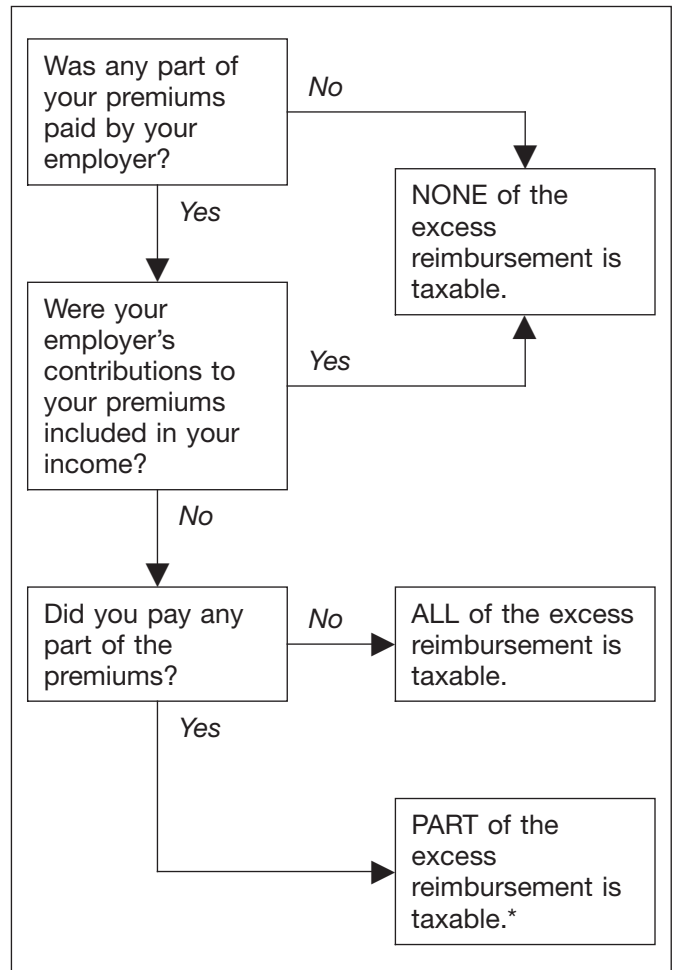 Was any part of
your premiums
paid by your
employer?
No
Yes
NONE of the
excess
reimbursement is
taxable.
Were your
employer’s
contributions to
your premiums
included in your
income?
Yes
No
Did you pay any
part of the
premiums?
No
ALL of the excess
reimbursement is
taxable.
Yes
PART of the
excess
reimbursement is
taxable.*